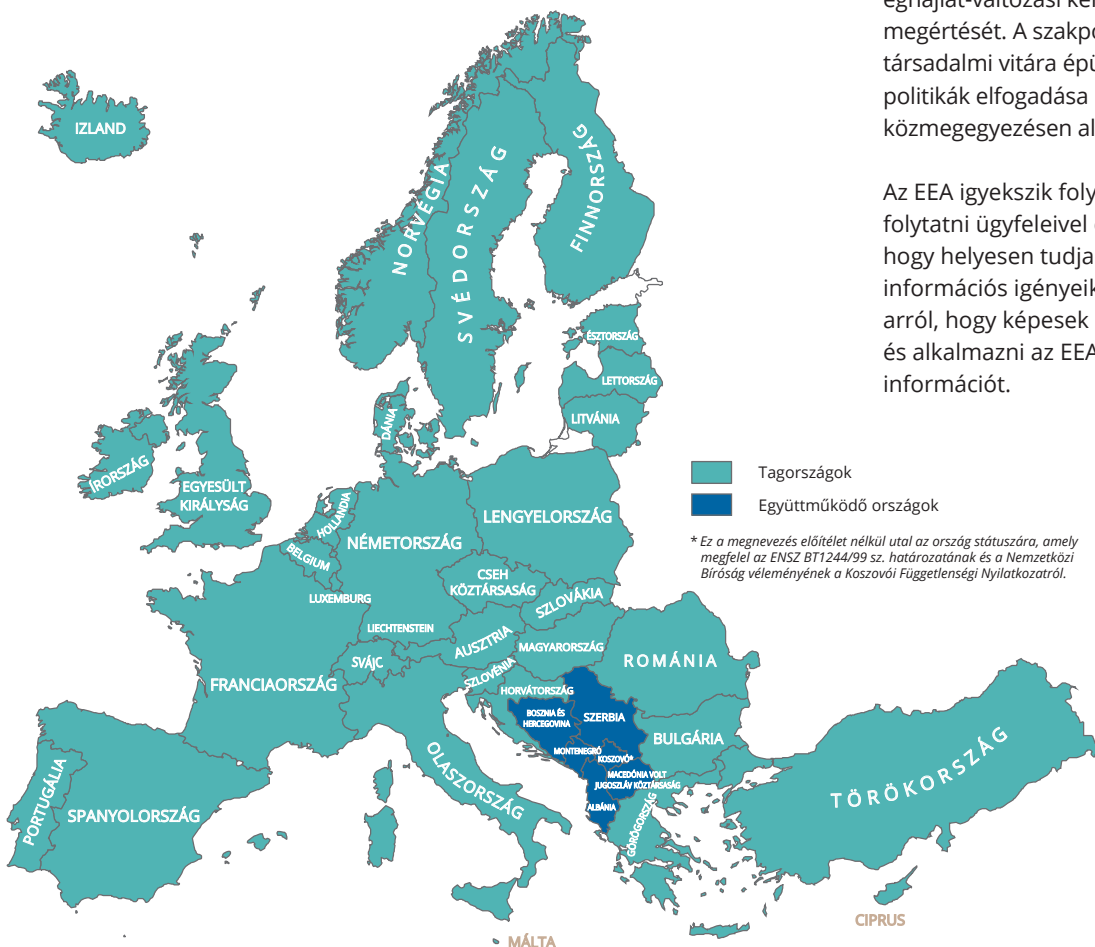 éghajlat-változási
megértését. A szakpo
társadalmi vitára épü
politikák elfogadása
közmegegyezésen al
Az EEA igyekszik foly
folytatni ügyfeleivel
hogy helyesen tudja
információs igényeik
arról, hogy képesek
és alkalmazni az EEA
információt.
IZLAND
NORVÉGIA
SVÉDORSZÁG
FINNORSZÁG
ÉSZTORSZÁG
LETTORSZÁG
LITVÁNIA
DÁNIA
ÍRORSZÁG
EGYESÜLT
KIRÁLYSÁG
HOLLANDIA
BELGIUM
NÉMETORSZÁG
LENGYELORSZÁG
Tagországok
Együttműködő országok
* Ez a megnevezés előítélet nélkül utal az ország státuszára, amely
megfelel az ENSZ BT1244/99 sz. határozatának és a Nemzetközi
Bíróság véleményének a Koszovói Függetlenségi Nyilatkozatról.
LUXEMBURG
CSEH
KÖZTÁRSASÁG
SZLOVÁKIA
LIECHTENSTEIN
AUSZTRIA
MAGYARORSZÁG
ROMÁNIA
SVÁJC
SZLOVÉNIA
FRANCIAORSZÁG
HORVÁTORSZÁG
BOSZNIA ÉS
HERCEGOVINA
SZERBIA
BULGÁRIA
MONTENEGRÓ
KOSZOVÓ*
MACEDÓNIA VOLT
JUGOSZLÁV KÖZTÁRSASÁG
ALBÁNIA
OLASZORSZÁG
GÖRÖGORSZÁG
TÖRÖKORSZÁG
PORTUGÁLIA
SPANYOLORSZÁG
CIPRUS
MÁLTA